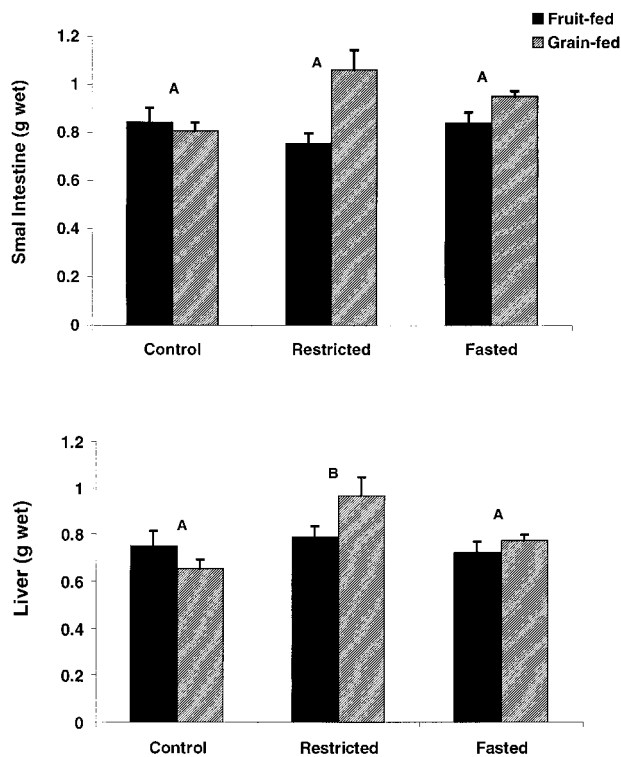 Fruit-fed
Grain-fed
Smal Intestine (g wet)
1.2
1
0.8
0.6
0.4
0.2
0
A
A
A
Control Restricted Fasted
Liver (g wet)
1.2
1
0.8
0.6
0.4
0.2
0
A
B
A
Control Restricted Fasted